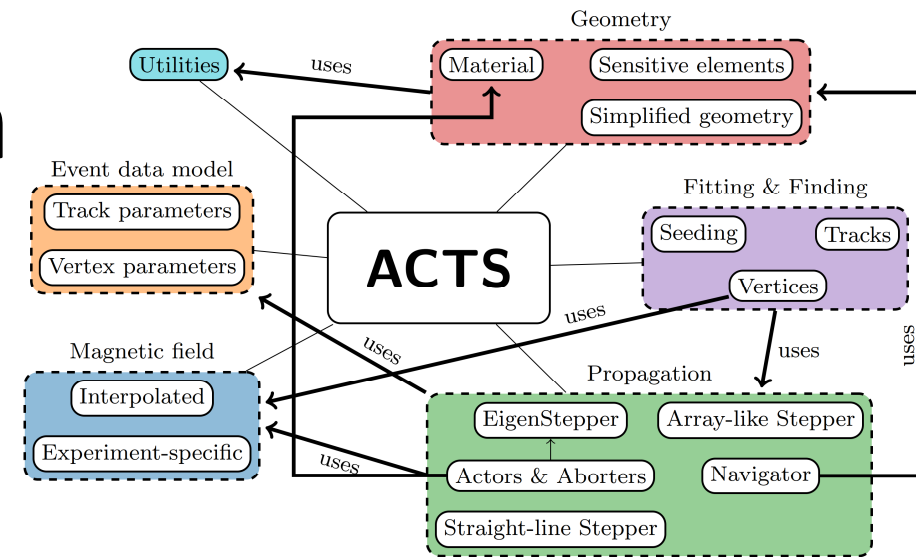 Geometry
Utilities
uses
Material
Sensitive elements
Simplified geometry
Event data model
Track parameters
Vertex parameters
ACTS
Fitting & Finding
Seeding
Tracks
Vertices
uses
uses
uses
uses
Magnetic field
Interpolated
Experiment-specific
uses
Propagation
EigenStepper
Array-like Stepper
Actors & Aborters
Navigator
Straight-line Stepper